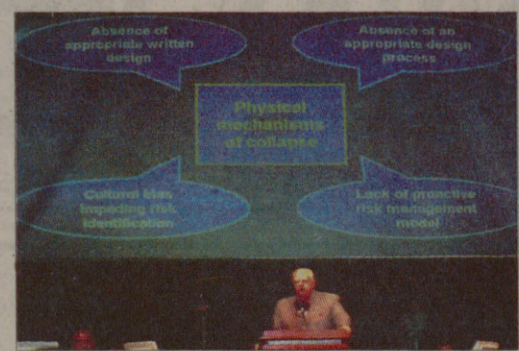 Absence of
appropriate written
design
Absence of an
appropriate design
process
Physical
mechanisms
of collapse
Cultural bias
impeding risk
identification
Lack of proactive
risk management
model